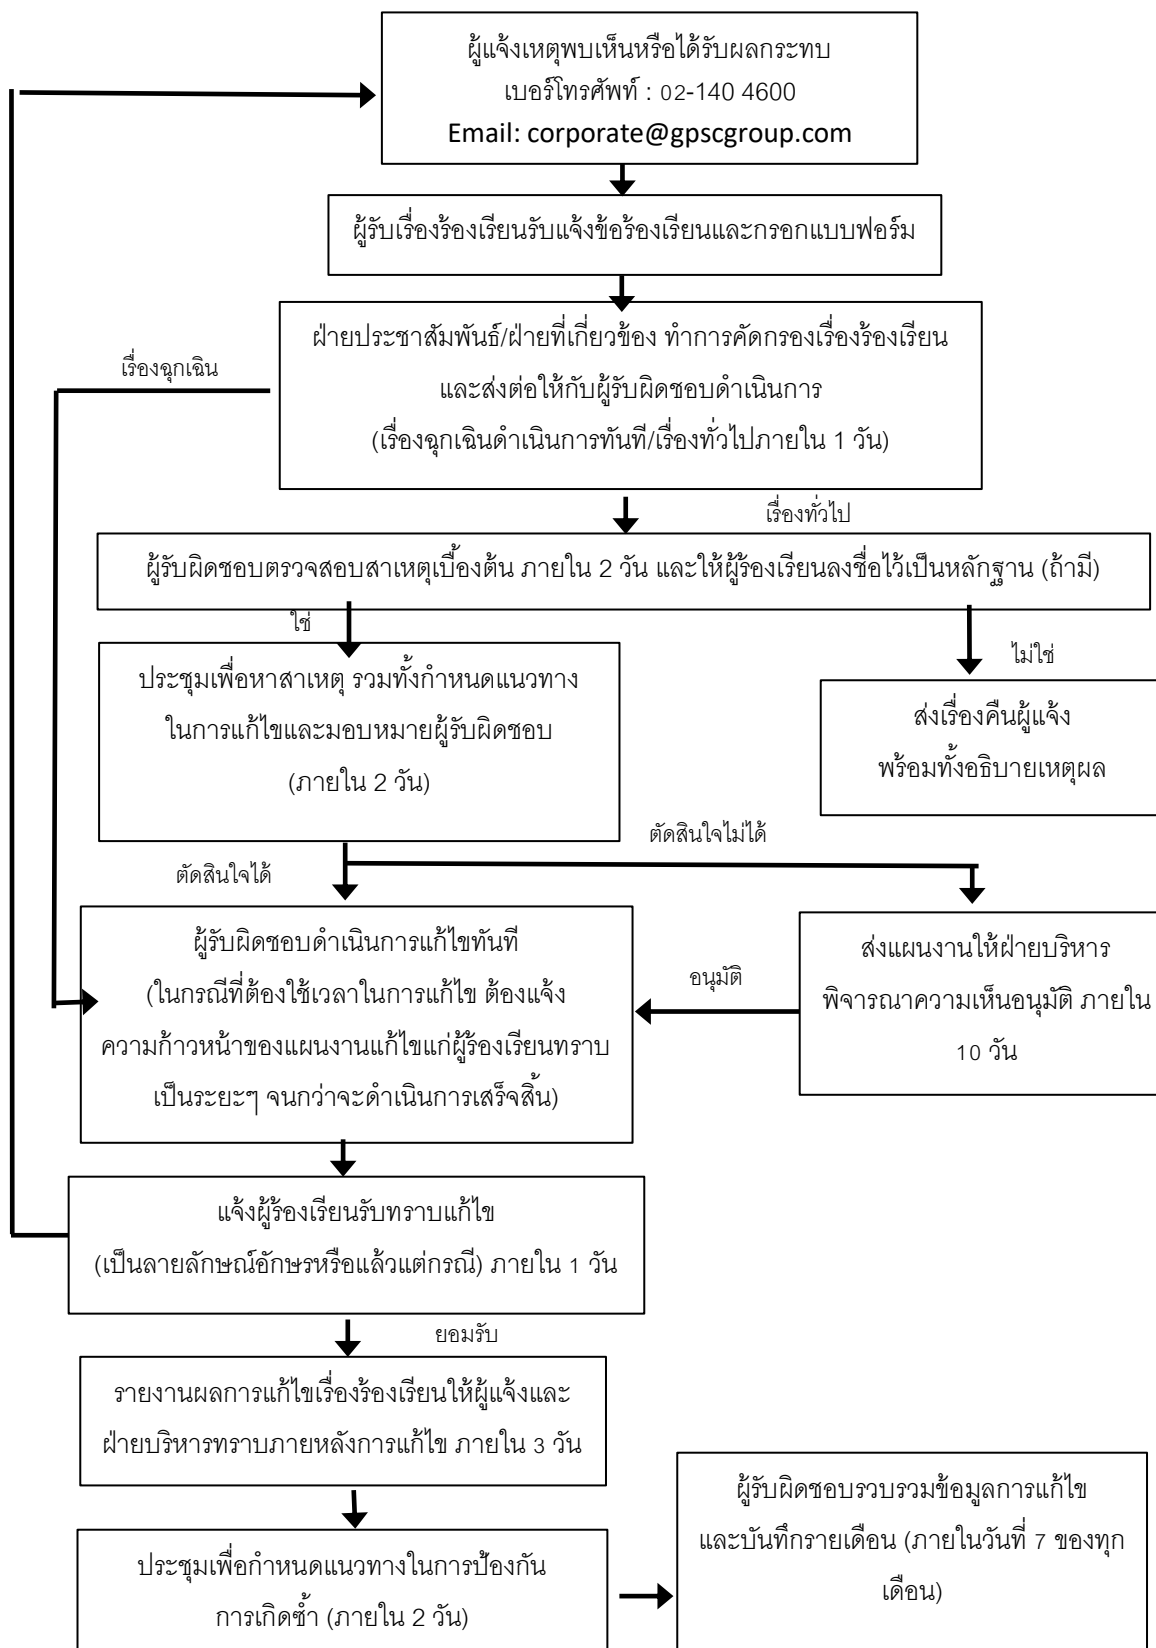 ผู้แจ้งเหตุพบเห็นหรือได้รับผลกระทบ
เบอร์โทรศัพท์ : 02-140 4600
Email: corporate@gpscgroup.com
ผู้รับเรื่องร้องเรียนรับแจ้งข้อร้องเรียนและกรอกแบบฟอร์ม
ฝ่ายประชาสัมพันธ์/ฝ่ายที่เกี่ยวข้อง ทำการคัดกรองเรื่องร้องเรียน
และส่งต่อให้กับผู้รับผิดชอบดำเนินการ
(เรื่องฉุกเฉินดำเนินการทันที/เรื่องทั่วไปภายใน 1 วัน)
เรื่องฉุกเฉิน
เรื่องทั่วไป
ผู้รับผิดชอบตรวจสอบสาเหตุเบื้องต้น ภายใน 2 วัน และให้ผู้ร้องเรียนลงชื่อไว้เป็นหลักฐาน (ถ้ามี)
ใช่
ไม่ใช่
ประชุมเพื่อหาสาเหตุ รวมทั้งกำหนดแนวทาง
ในการแก้ไขและมอบหมายผู้รับผิดชอบ
(ภายใน 2 วัน)
ส่งเรื่องคืนผู้แจ้ง
พร้อมทั้งอธิบายเหตุผล
ตัดสินใจไม่ได้
ตัดสินใจได้
ผู้รับผิดชอบดำเนินการแก้ไขทันที
(ในกรณีที่ต้องใช้เวลาในการแก้ไข ต้องแจ้ง
ความก้าวหน้าของแผนงานแก้ไขแก่ผู้ร้องเรียนทราบ
เป็นระยะๆ จนกว่าจะดำเนินการเสร็จสิ้น)
อนุมัติ
ส่งแผนงานให้ฝ่ายบริหาร
พิจารณาความเห็นอนุมัติ ภายใน
10 วัน
แจ้งผู้ร้องเรียนรับทราบแก้ไข
(เป็นลายลักษณ์อักษรหรือแล้วแต่กรณี) ภายใน 1 วัน
ยอมรับ
รายงานผลการแก้ไขเรื่องร้องเรียนให้ผู้แจ้งและ
ฝ่ายบริหารทราบภายหลังการแก้ไข ภายใน 3 วัน
ประชุมเพื่อกำหนดแนวทางในการป้องกัน
การเกิดซ้ำ (ภายใน 2 วัน)
ผู้รับผิดชอบรวบรวมข้อมูลการแก้ไข
และบันทึกรายเดือน (ภายในวันที่ 7 ของทุก
เดือน)